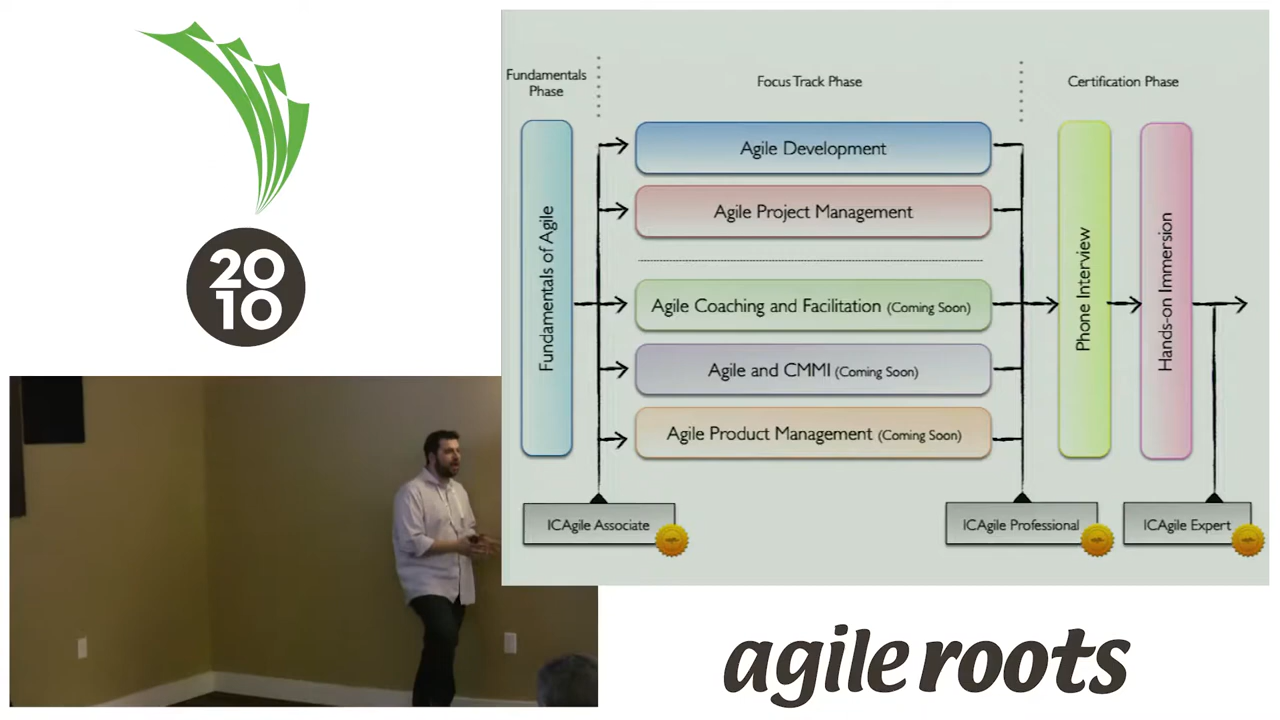 20
10
Fundamentals
Phase
Focus Track Phase
Certification Phase
Fundamentals of Agile
Agile Development
Agile Project Management
Agile Coaching and Facilitation (Coming Soon)
Agile and CMMI (Coming Soon)
Agile Product Management (Coming Soon)
Phone Interview
Hands-on Immersion
ICAgile Associate
ICAgile Professional
ICAgile Expert
agile roots